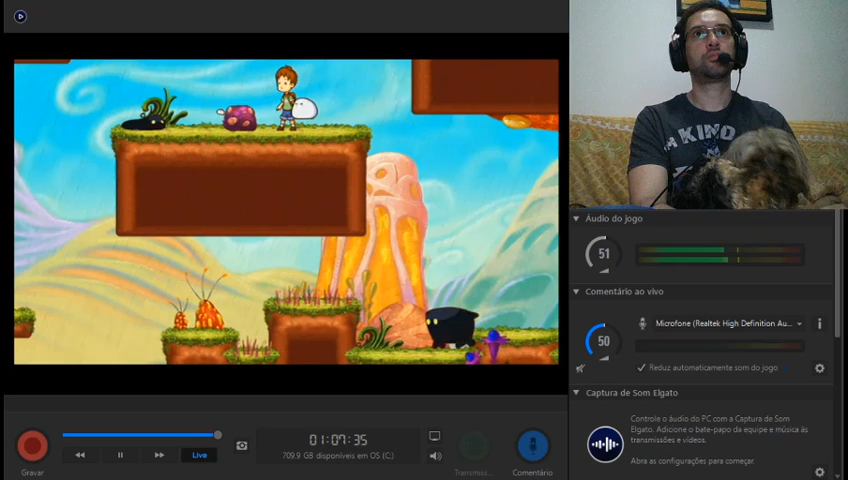 A KINO
Áudio do jogo
51
Comentário ao vivo
Microfone (Realtek High Definition Au...
i
50
Reduz automaticamente som do jogo
Captura de Som Elgato
Controle o áudio do PC com a Captura de
Som Elgato. Adicione o bate-papo da equipe e música às
transmissões e vídeos.
Abra as configurações para começar.
Live
01:07:35
709.9 GB disponíveis em OS (C:)
Gravar
Transmiss...
Comentário